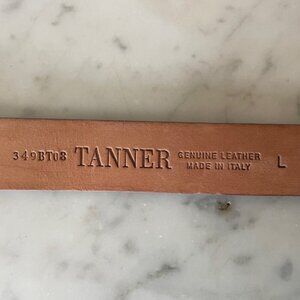 349BT08 TANNER GENUINE LEATHER
MADE IN ITALY L